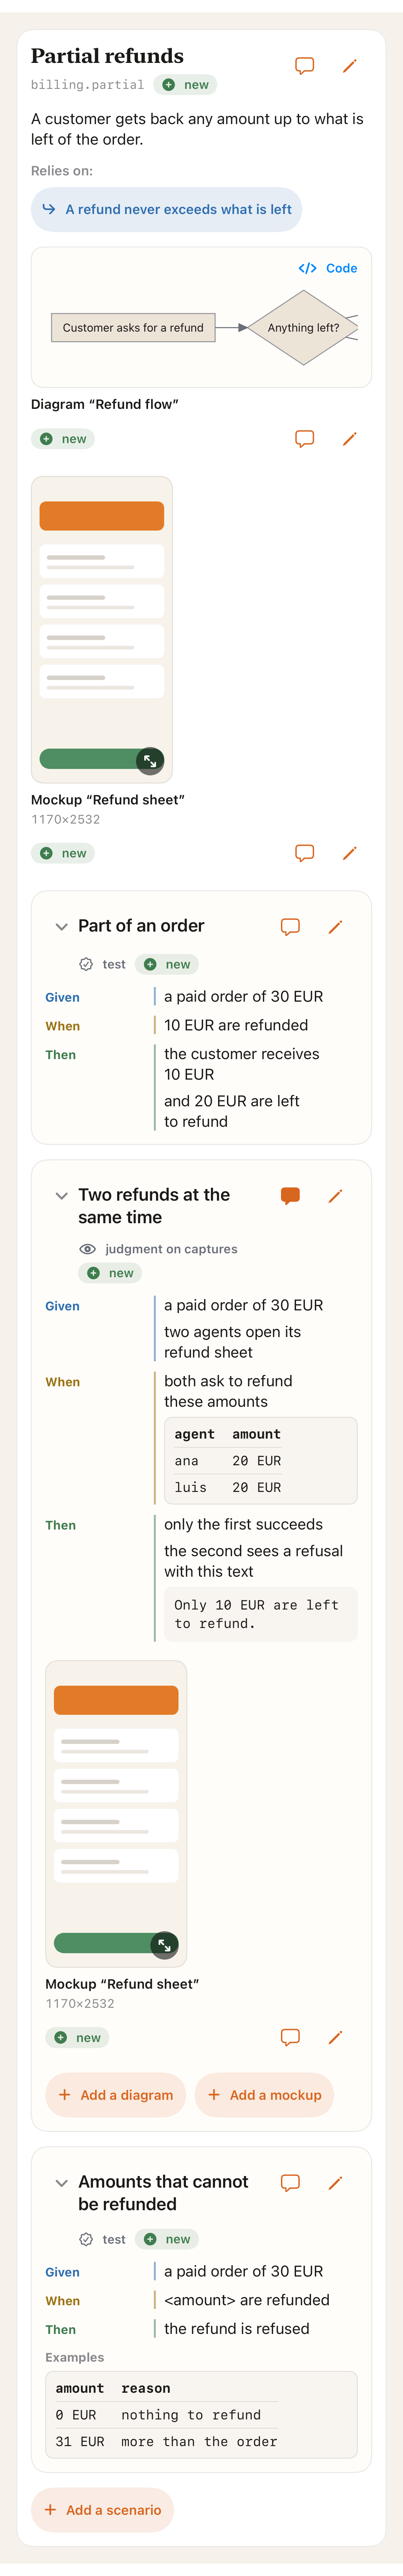 Partial refunds
billing.partial new
A customer gets back any amount up to what is
left of the order.
Relies on:
A refund never exceeds what is left
</> Code
Customer asks for a refund
Anything left?
Diagram “Refund flow”
new
Mockup “Refund sheet”
1170×2532
new
Part of an order
test new
Given a paid order of 30 EUR
When 10 EUR are refunded
Then the customer receives
10 EUR
and 20 EUR are left
to refund
Two refunds at the
same time
judgment on captures
new
Given a paid order of 30 EUR
two agents open its
refund sheet
When both ask to refund
these amounts
agent amount
ana 20 EUR
luis 20 EUR
Then only the first succeeds
the second sees a refusal
with this text
Only 10 EUR are left
to refund.
Mockup “Refund sheet”
1170×2532
new
+ Add a diagram + Add a mockup
Amounts that cannot
be refunded
test new
Given a paid order of 30 EUR
When <amount> are refunded
Then the refund is refused
Examples
amount reason
0 EUR nothing to refund
31 EUR more than the order
+ Add a scenario